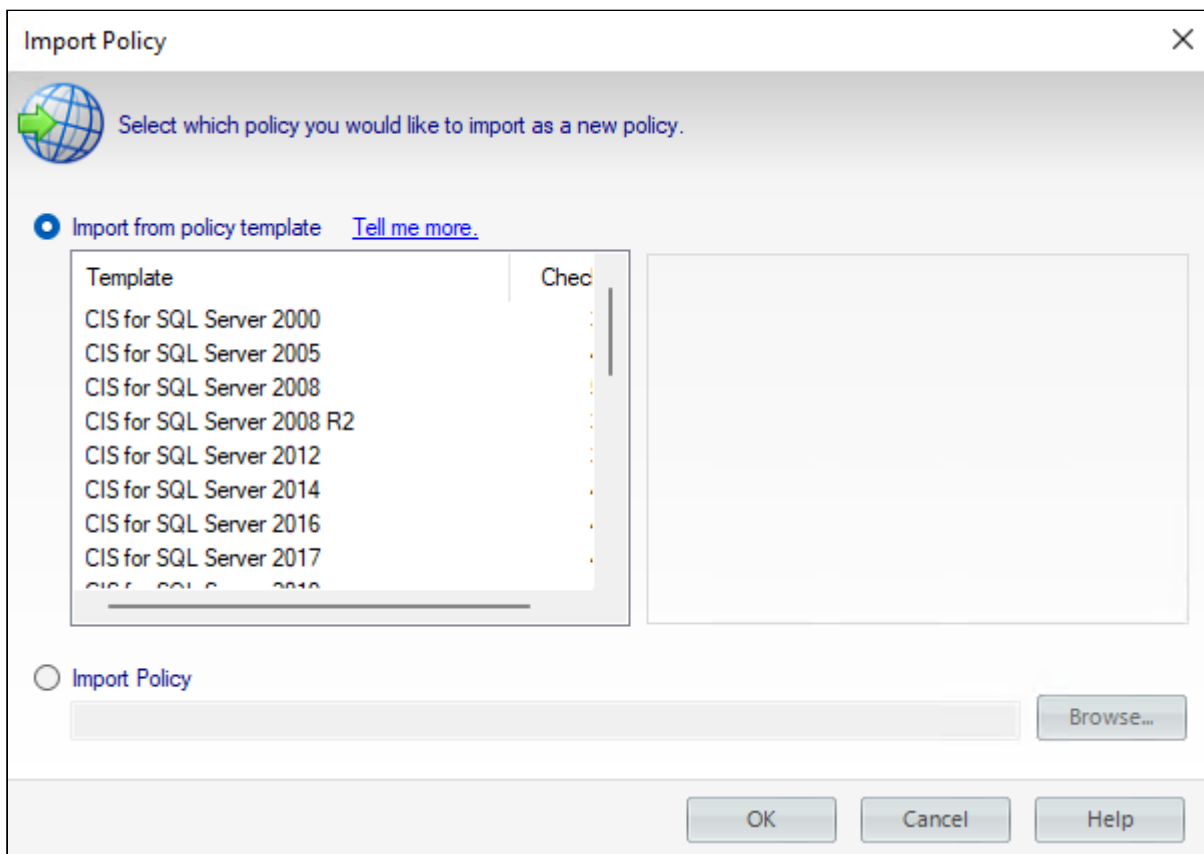 Import Policy
Select which policy you would like to import as a new policy.
Import from policy template Tell me more.
Template
CIS for SQL Server 2000
CIS for SQL Server 2005
CIS for SQL Server 2008
CIS for SQL Server 2008 R2
CIS for SQL Server 2012
CIS for SQL Server 2014
CIS for SQL Server 2016
CIS for SQL Server 2017
Import Policy
Browse...
OK Cancel Help